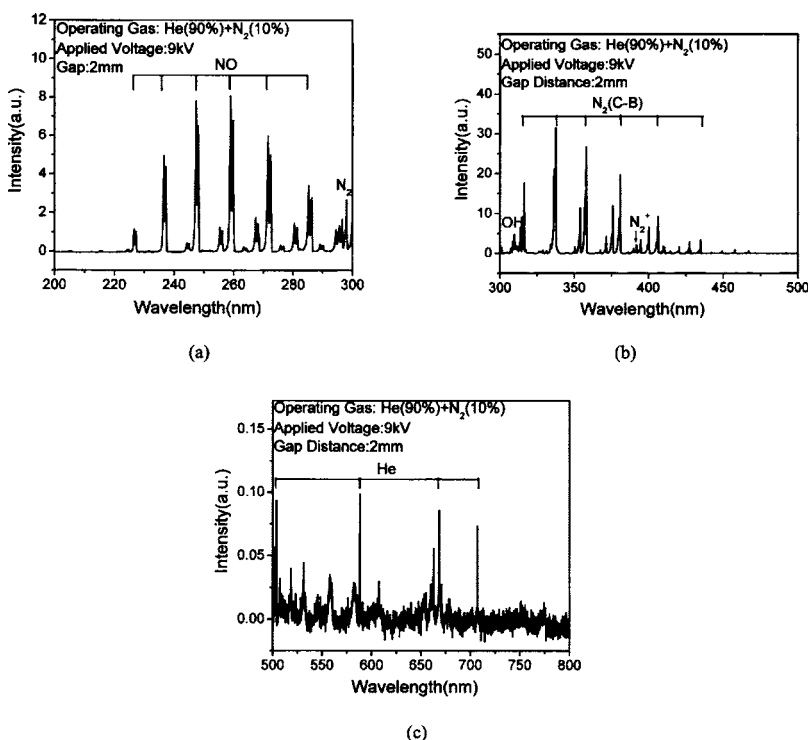 Operating Gas: He(90%)+N₂(10%)
Applied Voltage:9kV
Gap:2mm
NO
N₂
Intensity(a.u.)
12
10
8
6
4
2
0
200 220 240 260 280 300
Wavelength(nm)
(a)
Operating Gas: He(90%)+N₂(10%)
Applied Voltage:9kV
Gap Distance:2mm
N₂(C-B)
OH
N₂⁺
Intensity(a.u.)
50
40
30
20
10
0
300 350 400 450 500
Wavelength(nm)
(b)
Operating Gas: He(90%)+N₂(10%)
Applied Voltage:9kV
Gap Distance:2mm
He
Intensity(a.u.)
0.15
0.10
0.05
0.00
500 550 600 650 700 750 800
Wavelength(nm)
(c)